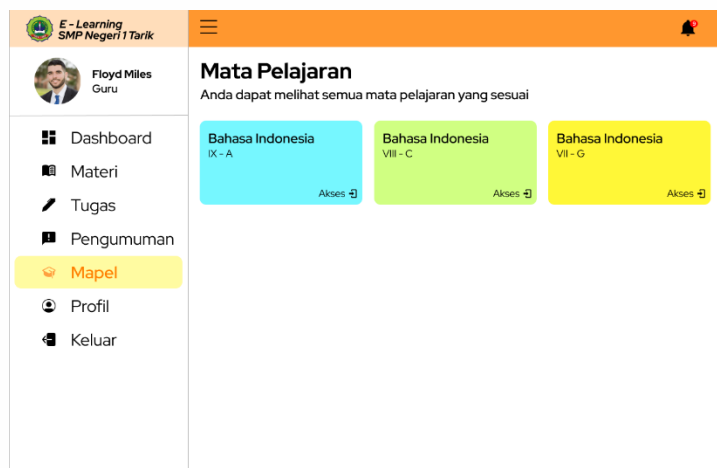 E - Learning
SMP Negeri 1 Tarik
Floyd Miles
Guru
Dashboard
Materi
Tugas
Pengumuman
Mapel
Profil
Keluar
Mata Pelajaran
Anda dapat melihat semua mata pelajaran yang sesuai
Bahasa Indonesia
IX - A
Akses
Bahasa Indonesia
VIII - C
Akses
Bahasa Indonesia
VII - G
Akses